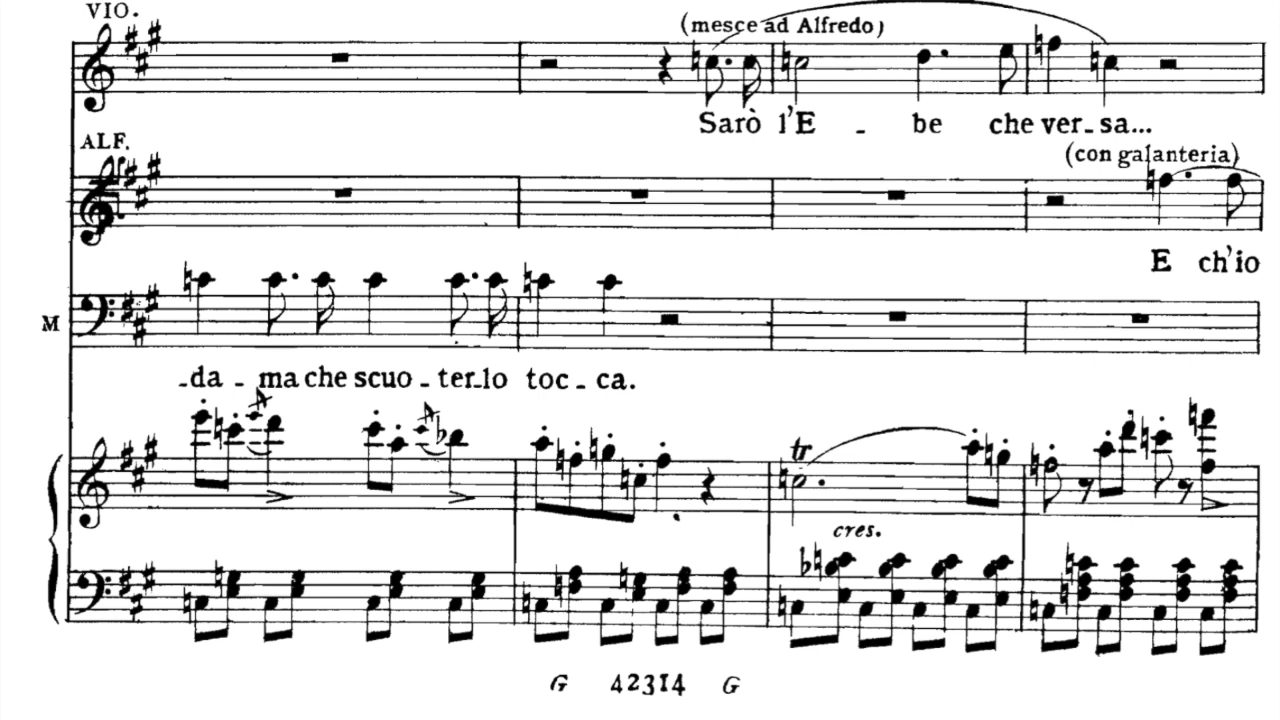 VIO.
(mesce ad Alfredo)
Sarò l'E - be che ver-sa...
ALF.
(con galanteria)
E ch'io
M
-da - ma che scuo - ter-lo toc - ca.
tr
cres.
G 42314 G